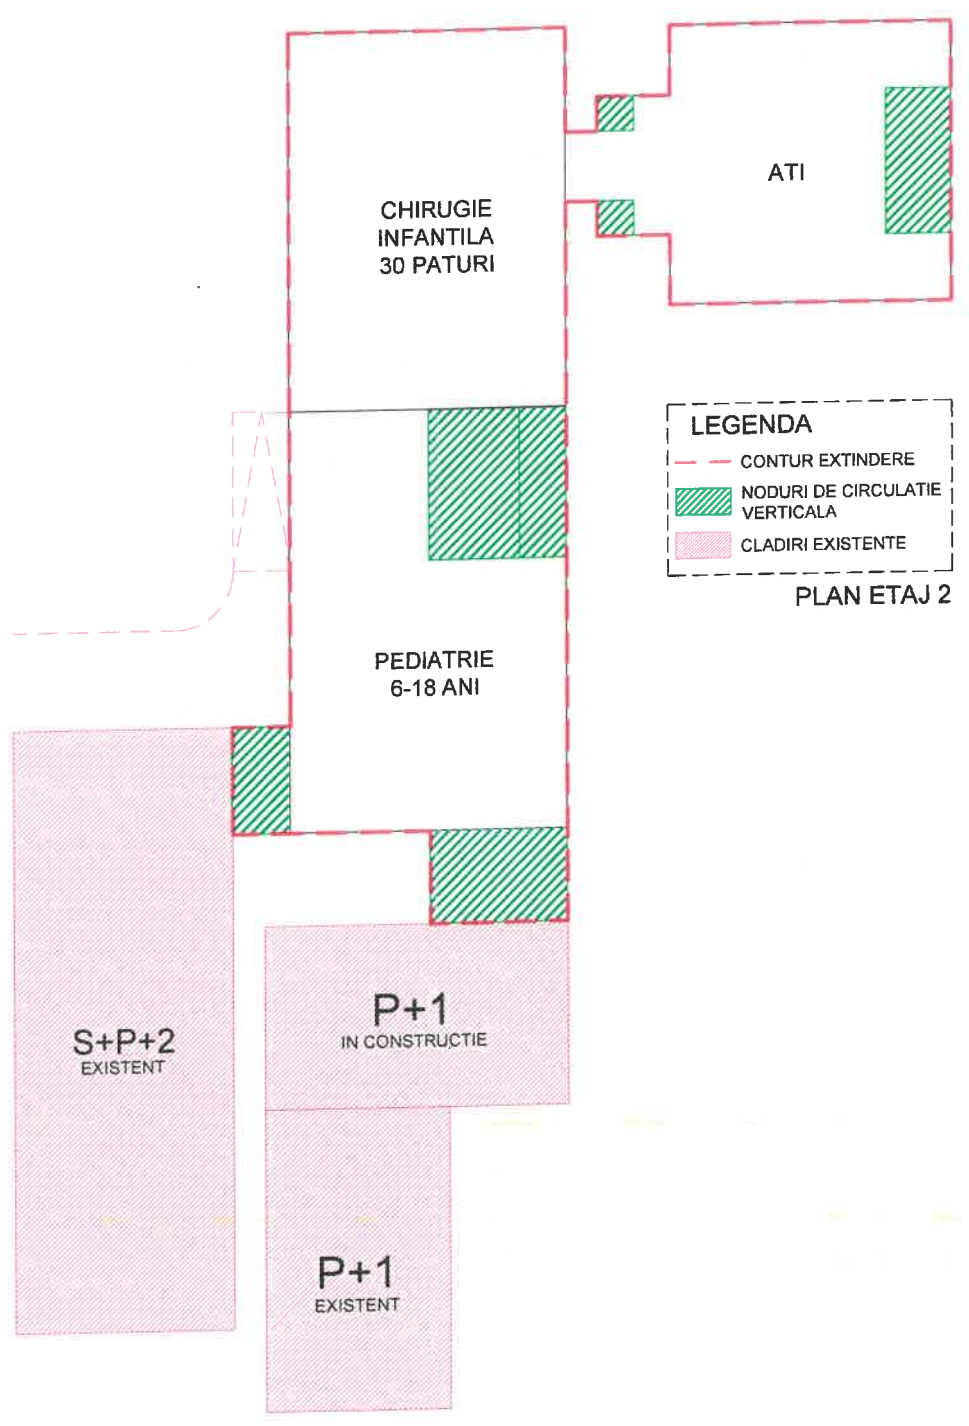 CHIRUGIE
INFANTILA
30 PATURI
ATI
LEGENDA
CONTUR EXTINDERE
NODURI DE CIRCULATIE
VERTICALA
CLADIRI EXISTENTE
PLAN ETAJ 2
PEDIATRIE
6-18 ANI
S+P+2
EXISTENT
P+1
IN CONSTRUCTIE
P+1
EXISTENT